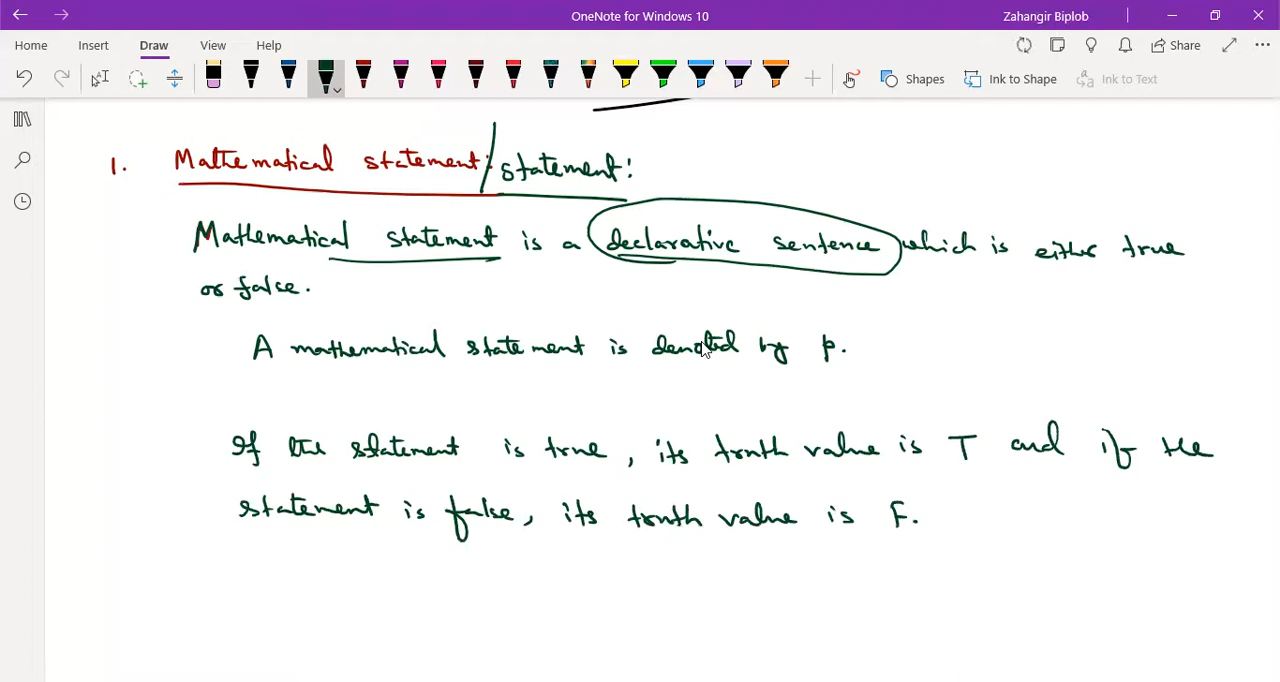 OneNote for Windows 10
Zahangir Biplob
Home Insert Draw View Help
Share
Shapes Ink to Shape Ink to Text
1. Mathematical statement: / statement:
Mathematical statement is a declarative sentence which is either true
or false.
A mathematical statement is denoted by p.
If the statement is true, its truth value is T and if the
statement is false, its truth value is F.